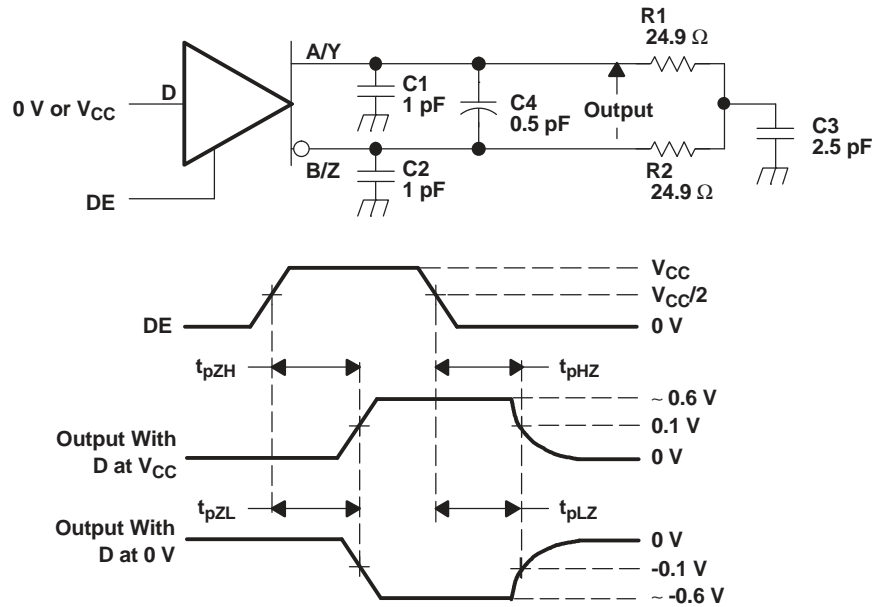 R1
24.9 Ω
A/Y
D
C1
1 pF
C4
0.5 pF
Output
0 V or VCC
C3
2.5 pF
B/Z
C2
1 pF
R2
24.9 Ω
DE
VCC
VCC/2
DE
0 V
tpZH
tpHZ
~ 0.6 V
0.1 V
Output With
D at VCC
0 V
tpZL
tpLZ
Output With
D at 0 V
0 V
-0.1 V
~ -0.6 V